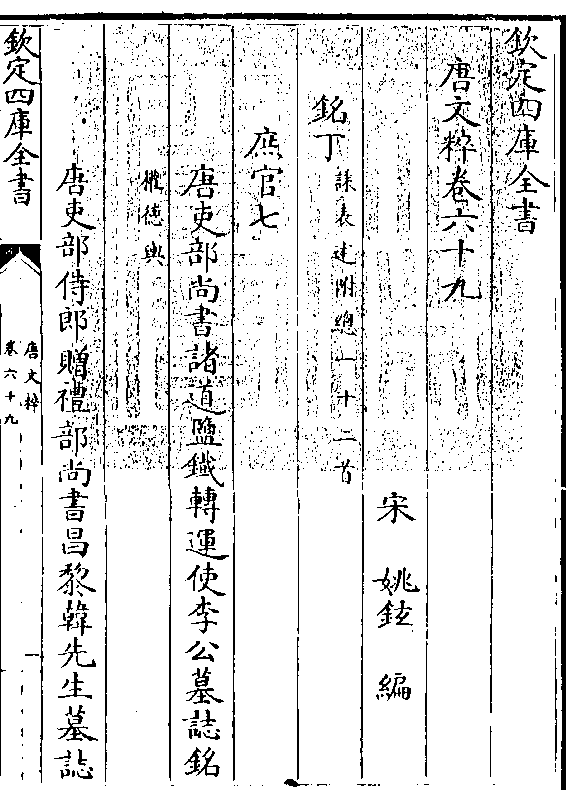 欽定四庫全書
唐文粹卷六十九
宋　姚鉉　編
銘丁　誄表述附總一十二首
庶官七
唐吏部尚書諸道鹽鐵轉運使李公墓誌銘
權徳輿
唐吏部侍郎贈禮部尚書昌黎韓先生墓誌
欽定四庫全書
唐文粹
卷六十九
一